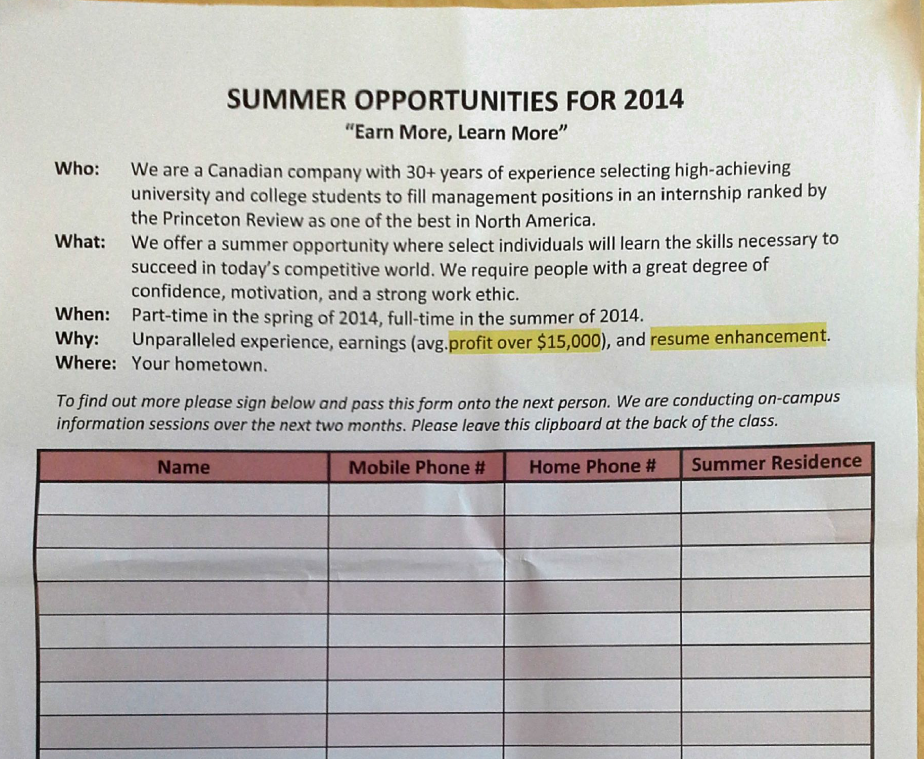 SUMMER OPPORTUNITIES FOR 2014
"Earn More, Learn More"
Who: We are a Canadian company with 30+ years of experience selecting high-achieving
university and college students to fill management positions in an internship ranked by
the Princeton Review as one of the best in North America.
What: We offer a summer opportunity where select individuals will learn the skills necessary to
succeed in today's competitive world. We require people with a great degree of
confidence, motivation, and a strong work ethic.
When: Part-time in the spring of 2014, full-time in the summer of 2014.
Why: Unparalleled experience, earnings (avg.profit over $15,000), and resume enhancement.
Where: Your hometown.
To find out more please sign below and pass this form onto the next person. We are conducting on-campus
information sessions over the next two months. Please leave this clipboard at the back of the class.
Name Mobile Phone # Home Phone # Summer Residence